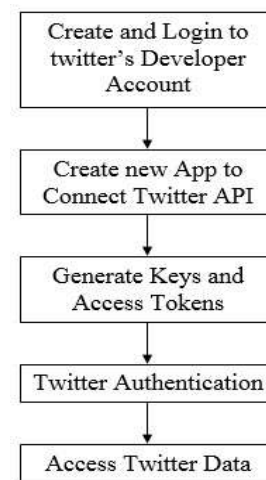 Create and Login to
twitter's Developer
Account
Create new App to
Connect Twitter API
Generate Keys and
Access Tokens
Twitter Authentication
Access Twitter Data